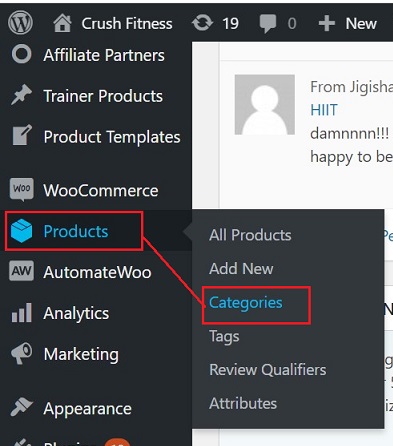 Crush Fitness 19 0 New
Affiliate Partners
Trainer Products
Product Templates
WooCommerce
Products
AutomateWoo
Analytics
Marketing
Appearance
From Jigisha
HIIT
damnnnn!!!
happy to be
All Products
Add New
Categories
Tags
Review Qualifiers
Attributes